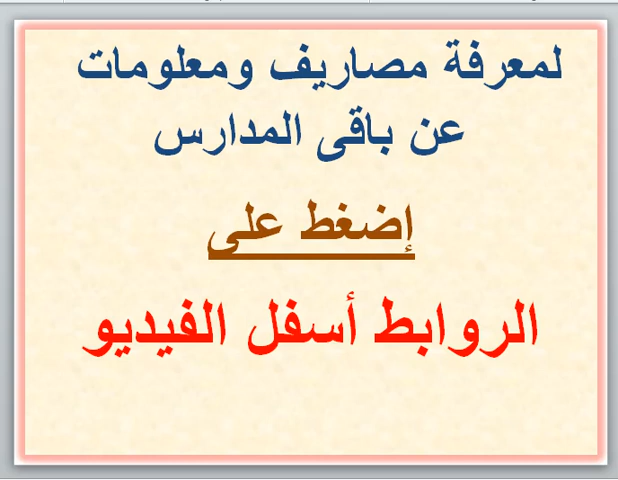 لمعرفة مصاريف ومعلومات
عن باقى المدارس
إضغط على
الروابط أسفل الفيديو